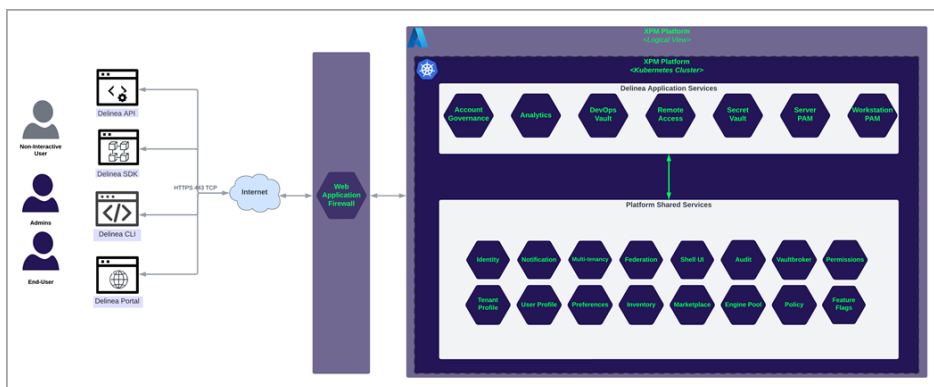 XPM Platform
<Logical View>
XPM Platform
<Kubernetes Cluster>
Delinea Application Services
Account
Governance
Analytics
DevOps
Vault
Remote
Access
Secret
Vault
Server
PAM
Workstation
PAM
Delinea API
Non-Interactive
User
Delinea SDK
HTTPS 443 TCP
Internet
Web
Application
Firewall
Admins
Delinea CLI
End-User
Delinea Portal
Platform Shared Services
Identity
Notification
Multi-tenancy
Federation
Shell UI
Audit
Vaultbroker
Permissions
Tenant
Profile
User Profile
Preferences
Inventory
Marketplace
Engine Pool
Policy
Feature
Flags